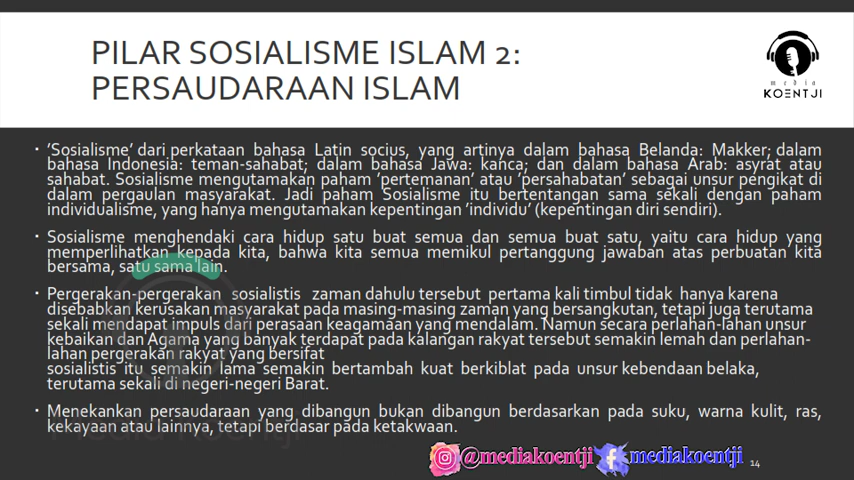 PILAR SOSIALISME ISLAM 2:
PERSAUDARAAN ISLAM
media
KOENTJI
• 'Sosialisme' dari perkataan bahasa Latin socius, yang artinya dalam bahasa Belanda: Makker; dalam
bahasa Indonesia: teman-sahabat; dalam bahasa Jawa: kanca; dan dalam bahasa Arab: asyrat atau
sahabat. Sosialisme mengutamakan paham 'pertemanan' atau 'persahabatan' sebagai unsur pengikat di
dalam pergaulan masyarakat. Jadi paham Sosialisme itu bertentangan sama sekali dengan paham
individualisme, yang hanya mengutamakan kepentingan 'individu' (kepentingan diri sendiri).
• Sosialisme menghendaki cara hidup satu buat semua dan semua buat satu, yaitu cara hidup yang
memperlihatkan kepada kita, bahwa kita semua memikul pertanggung jawaban atas perbuatan kita
bersama, satu sama lain.
• Pergerakan-pergerakan sosialistis zaman dahulu tersebut pertama kali timbul tidak hanya karena
disebabkan kerusakan masyarakat pada masing-masing zaman yang bersangkutan, tetapi juga terutama
sekali mendapat impuls dari perasaan keagamaan yang mendalam. Namun secara perlahan-lahan unsur
kebaikan dan Agama yang banyak terdapat pada kalangan rakyat tersebut semakin lemah dan perlahan-
lahan pergerakan rakyat yang bersifat
sosialistis itu semakin lama semakin bertambah kuat berkiblat pada unsur kebendaan belaka,
terutama sekali di negeri-negeri Barat.
• Menekankan persaudaraan yang dibangun bukan dibangun berdasarkan pada suku, warna kulit, ras,
kekayaan atau lainnya, tetapi berdasar pada ketakwaan.
Media Koentji
@mediakoentji mediakoentji 14